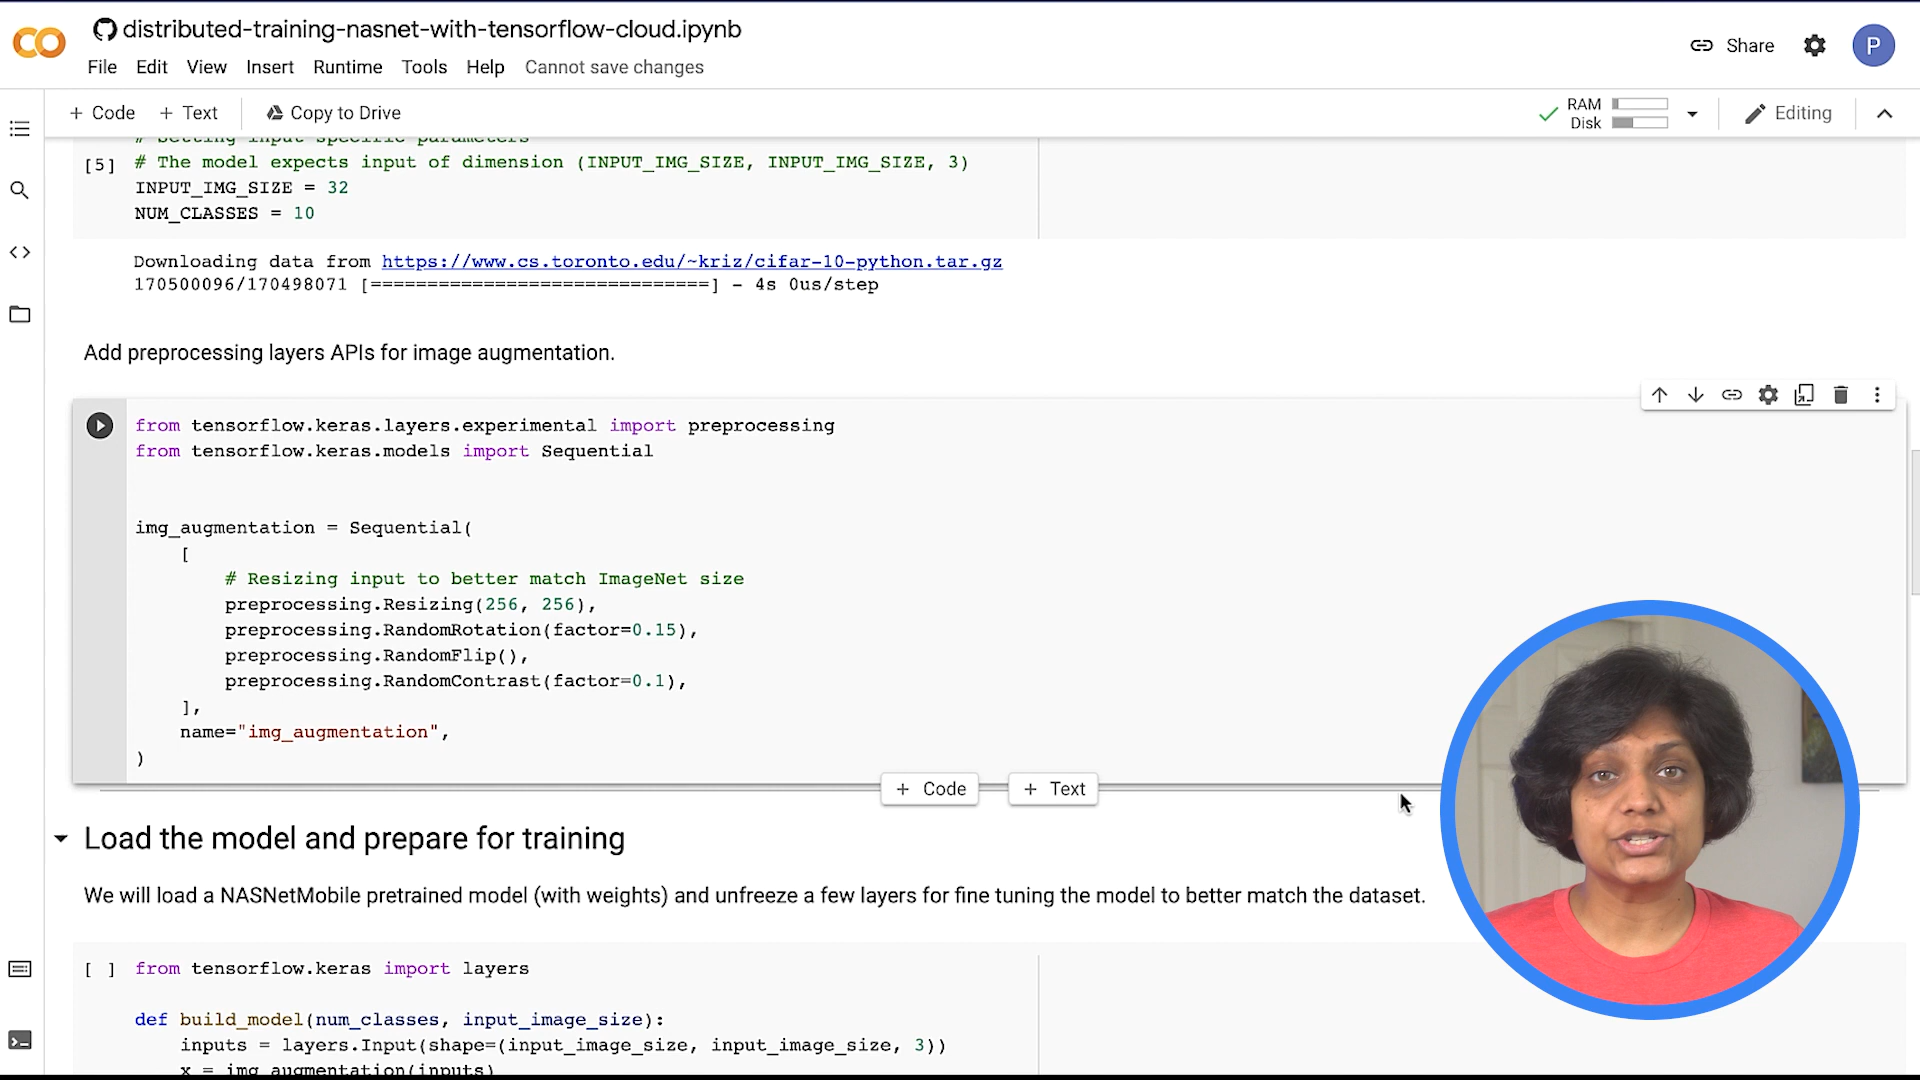 distributed-training-nasnet-with-tensorflow-cloud.ipynb
File Edit View Insert Runtime Tools Help Cannot save changes
Share
P
+ Code + Text
Copy to Drive
RAM
Disk
Editing
# Setting input specific parameters
[5] # The model expects input of dimension (INPUT_IMG_SIZE, INPUT_IMG_SIZE, 3)
INPUT_IMG_SIZE = 32
NUM_CLASSES = 10
Downloading data from https://www.cs.toronto.edu/~kriz/cifar-10-python.tar.gz
170500096/170498071 [==============================] - 4s 0us/step
Add preprocessing layers APIs for image augmentation.
from tensorflow.keras.layers.experimental import preprocessing
from tensorflow.keras.models import Sequential
img_augmentation = Sequential(
[
# Resizing input to better match ImageNet size
preprocessing.Resizing(256, 256),
preprocessing.RandomRotation(factor=0.15),
preprocessing.RandomFlip(),
preprocessing.RandomContrast(factor=0.1),
],
name="img_augmentation",
)
+ Code + Text
Load the model and prepare for training
We will load a NASNetMobile pretrained model (with weights) and unfreeze a few layers for fine tuning the model to better match the dataset.
[ ] from tensorflow.keras import layers
def build_model(num_classes, input_image_size):
inputs = layers.Input(shape=(input_image_size, input_image_size, 3))
x = img_augmentation(inputs)